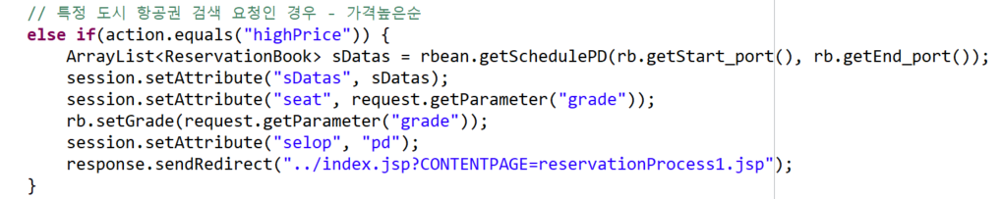 // 특정 도시 항공권 검색 요청인 경우 - 가격높은순
else if(action.equals("highPrice")) {
ArrayList<ReservationBook> sDatas = rbean.getSchedulePD(rb.getStart_port(), rb.getEnd_port());
session.setAttribute("sDatas", sDatas);
session.setAttribute("seat", request.getParameter("grade"));
rb.setGrade(request.getParameter("grade"));
session.setAttribute("selop", "pd");
response.sendRedirect("../index.jsp?CONTENTPAGE=reservationProcess1.jsp");
}